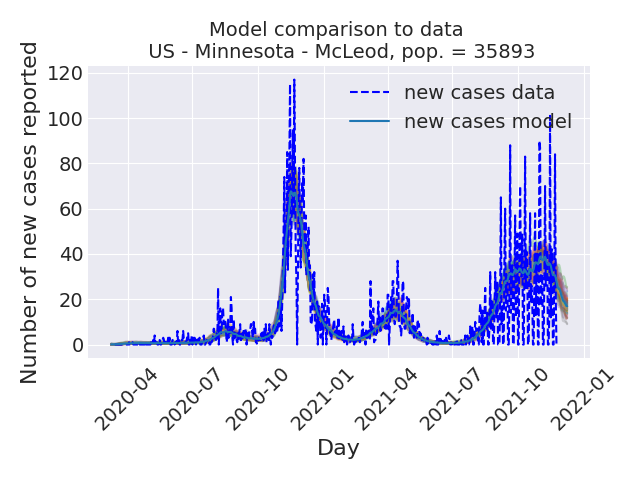 Model comparison to data
US - Minnesota - McLeod, pop. = 35893
Number of new cases reported
120
100
80
60
40
20
0
new cases data
new cases model
2020-04
2020-07
2020-10
2021-01
2021-04
2021-07
2021-10
2022-01
Day